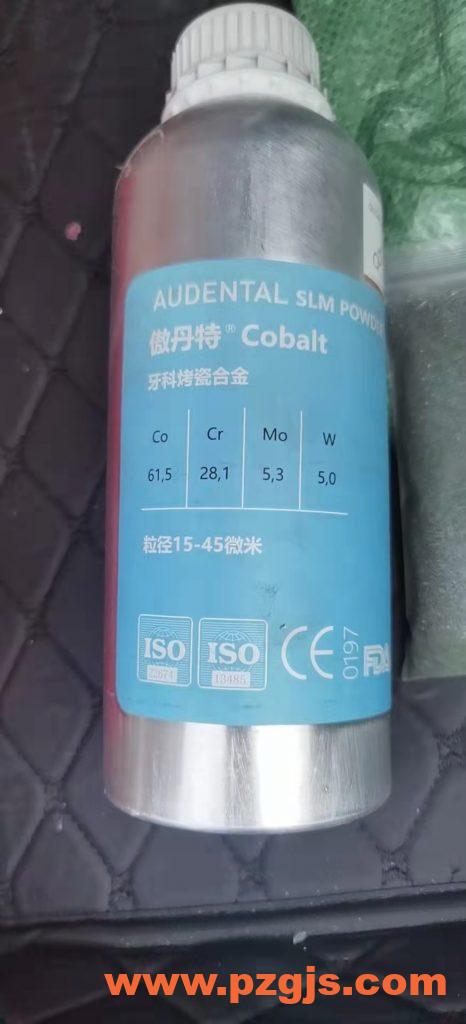 AUDENTAL SLM POWDER
傲丹特® Cobalt
牙科烤瓷合金
Co Cr Mo W
61,5 28,1 5,3 5,0
粒径15-45微米
ISO ISO CE 0197 FDA
22674 13485
www.pzgjs.com